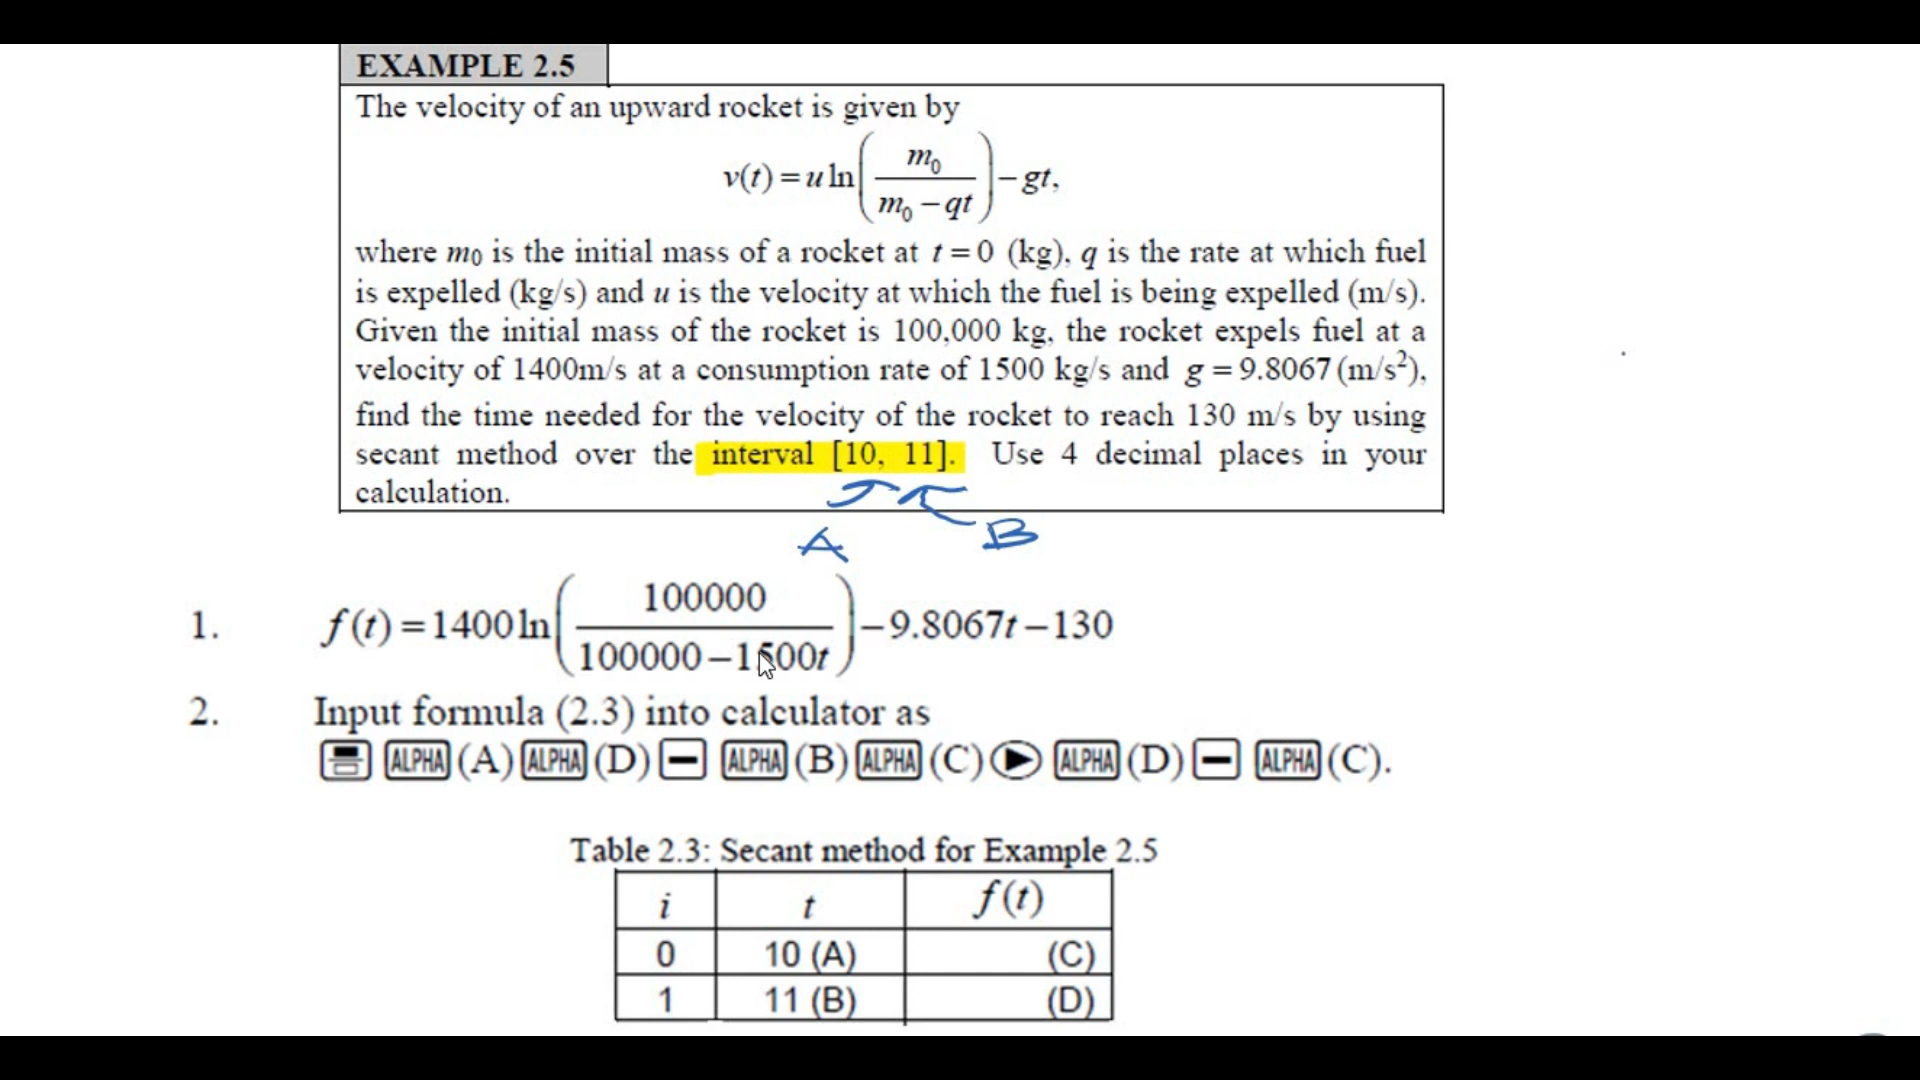 EXAMPLE 2.5
The velocity of an upward rocket is given by
v(t) = u ln(m₀ / (m₀ − qt)) − gt,
where m₀ is the initial mass of a rocket at t = 0 (kg), q is the rate at which fuel
is expelled (kg/s) and u is the velocity at which the fuel is being expelled (m/s).
Given the initial mass of the rocket is 100,000 kg, the rocket expels fuel at a
velocity of 1400m/s at a consumption rate of 1500 kg/s and g = 9.8067 (m/s²),
find the time needed for the velocity of the rocket to reach 130 m/s by using
secant method over the interval [10, 11]. Use 4 decimal places in your
calculation.
A B
1. f(t) = 1400 ln(100000 / (100000 − 1500t)) − 9.8067t − 130
2. Input formula (2.3) into calculator as
ALPHA (A) ALPHA (D) − ALPHA (B) ALPHA (C) ▶ ALPHA (D) − ALPHA (C).
Table 2.3: Secant method for Example 2.5
i t f(t)
0 10 (A) (C)
1 11 (B) (D)